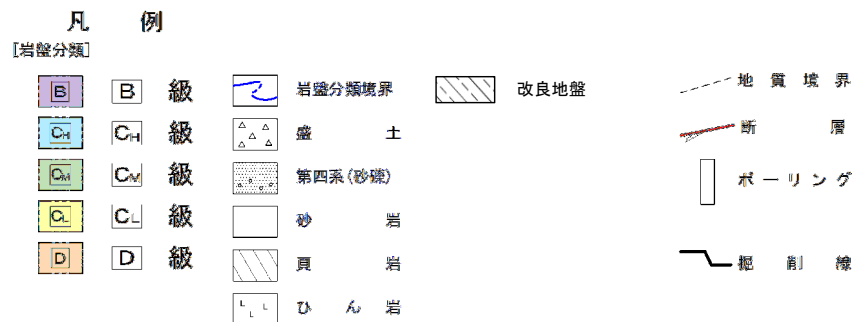 凡 例
[岩盤分類]
B B 級 岩盤分類境界 改良地盤 地質境界
CH CH 級 盛土 断層
CM CM 級 第四系(砂礫) ボーリング
CL CL 級 砂岩
D D 級 頁岩 掘削線
ひん岩